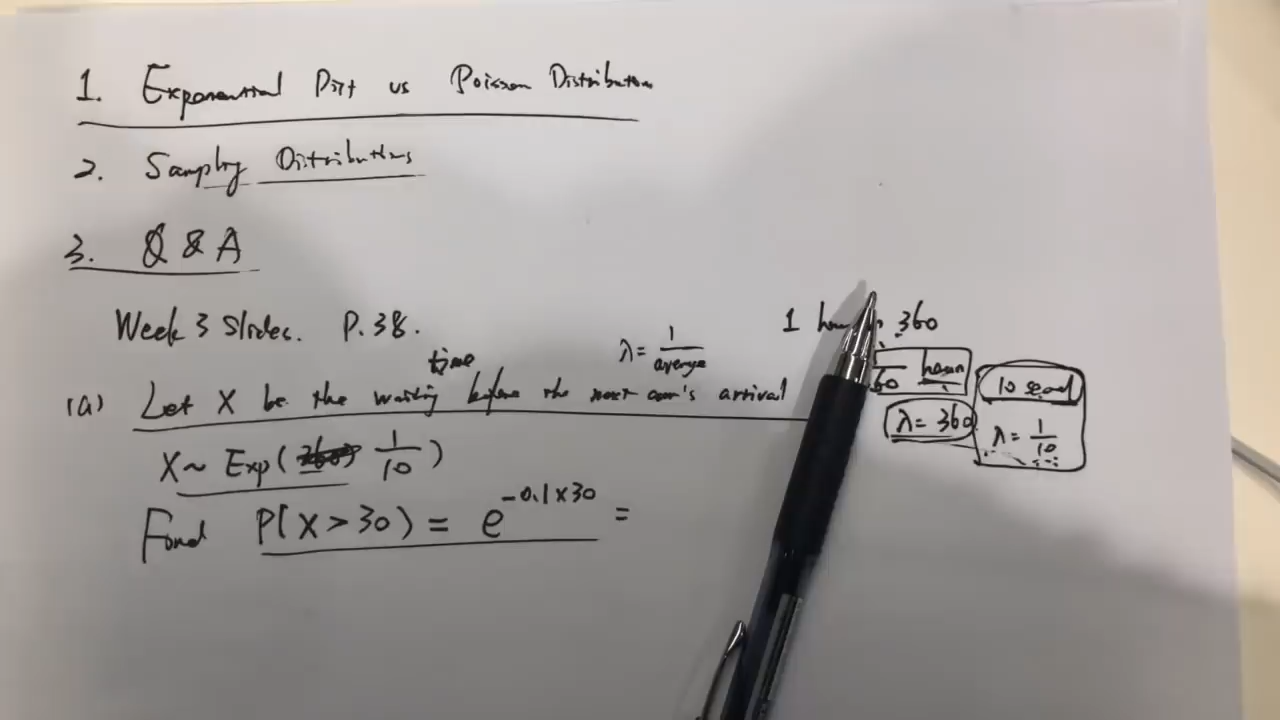 1. Exponential Dist vs Poisson Distribution
2. Sampling Distributions
3. Q & A
Week 3 Slides. P.38.
λ = 1/average
1 hour 360
60 hour
10 second
λ = 360
λ = 1/10
(a) Let X be the waiting time before the next car's arrival
X ~ Exp( 1/10 )
Find P(X > 30) = e^{-0.1×30} =